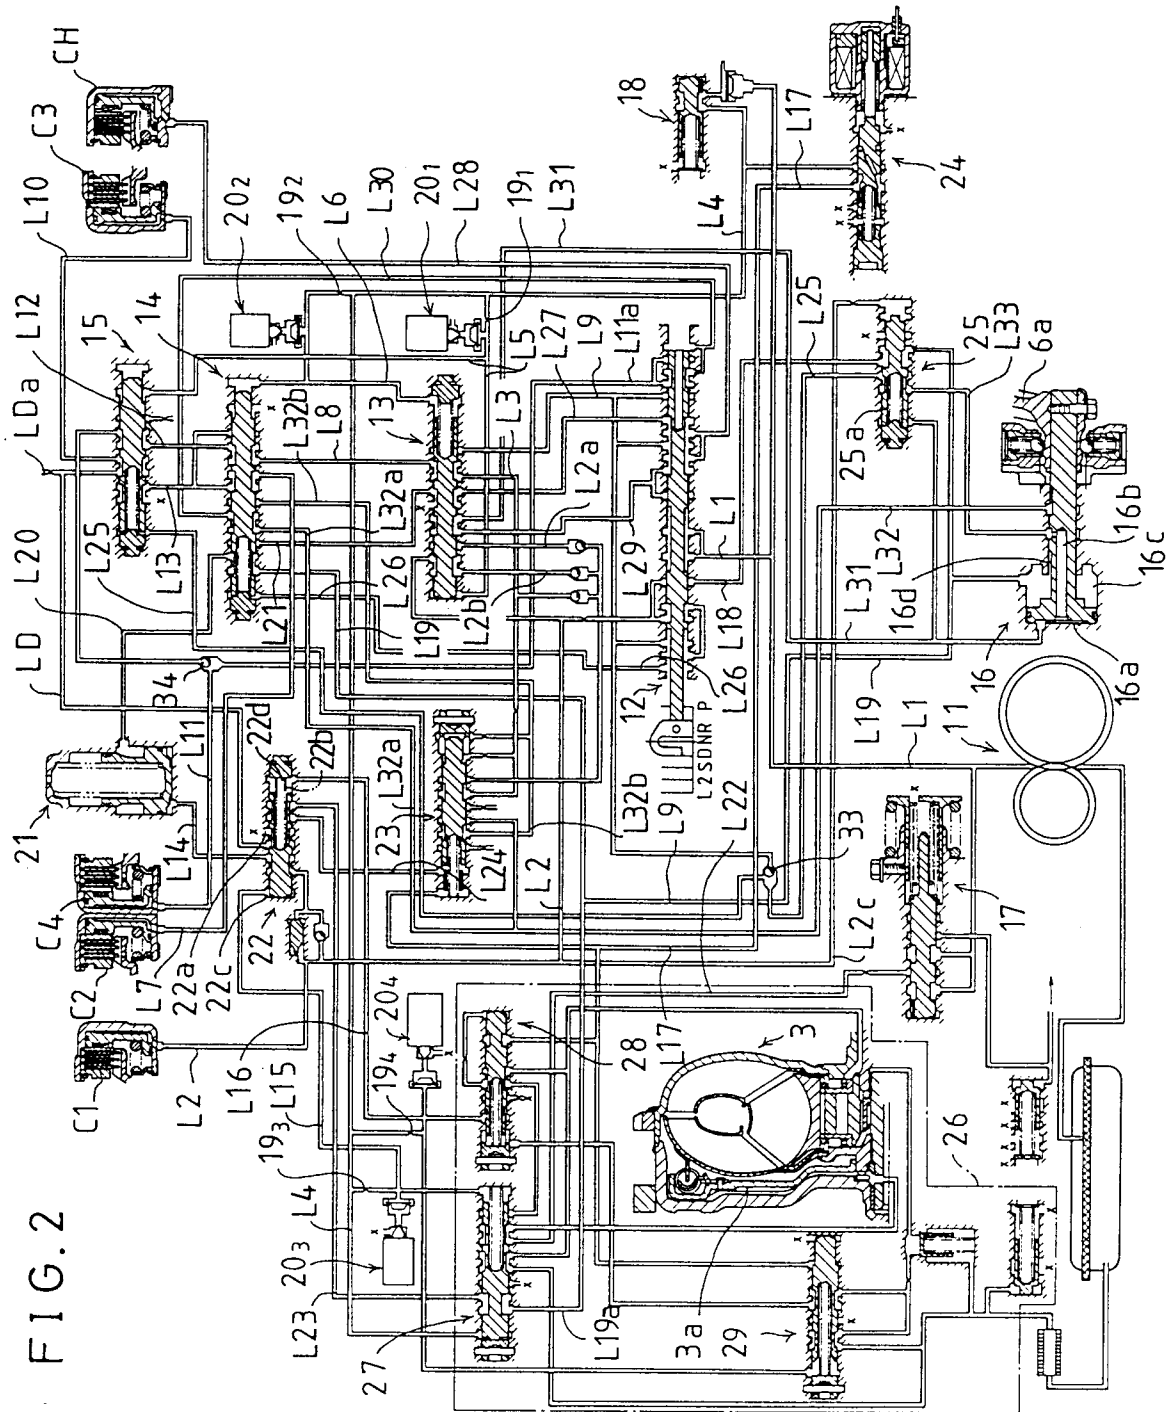 FIG.2
CH
C3
L10
LDa
L12
15
14
L20
L25
LD
L13
21
L11
34
L14
C4
C2
L7
22a
22c
22
22d
22b
C1
L2
L16
L15
193
194
204
203
L4
L23
27
202
192
L6
L30
201
L28
191
L31
L5
L27
L9
L11a
L32b
L8
13
L3
L32a
L2a
L21
L26
L19
L2b
L29
L1
L18
12
L26
L2SDNR P
23
L32a
L24
L32b
L9
L2
L22
33
L2c
L17
28
3
3a
29
L19a
26
18
L4
L17
24
L25
25
25a
L33
6a
L32
16d
16b
16c
L31
16
16a
L19
L1
11
17
x